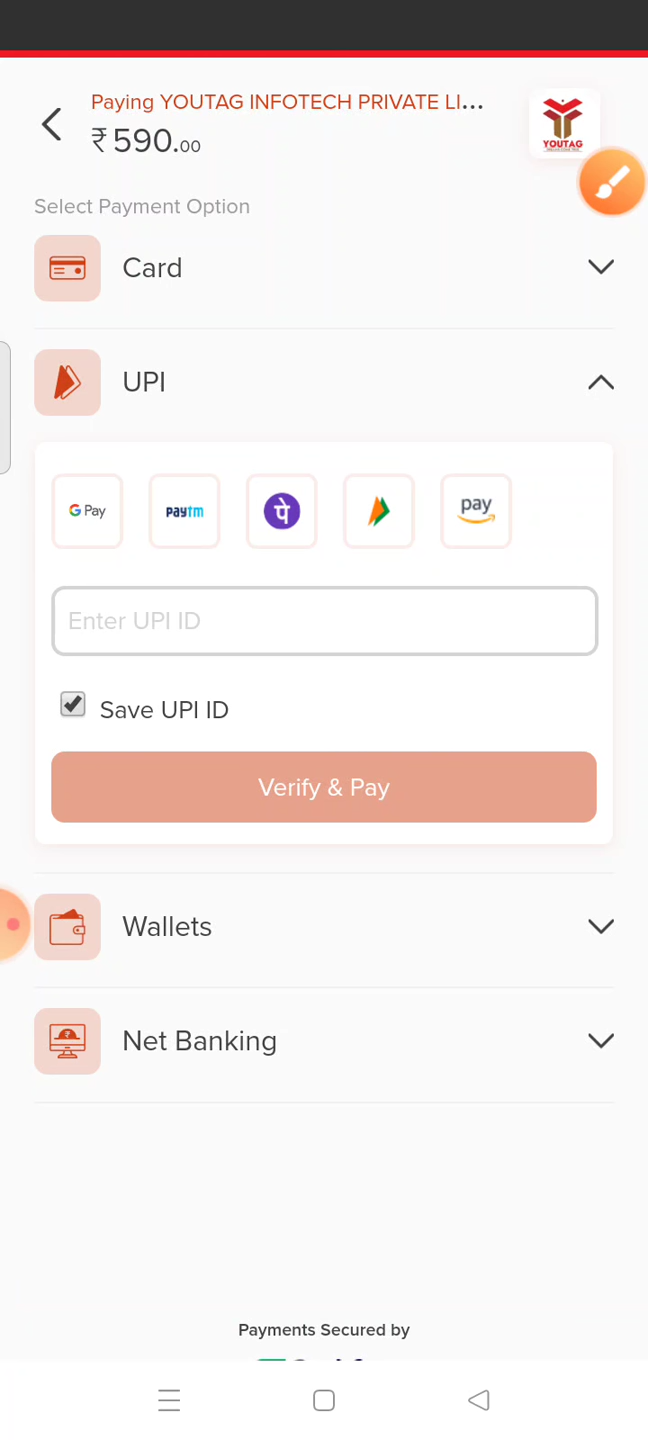 Paying YOUTAG INFOTECH PRIVATE LI...
₹590.00
YOUTAG
Select Payment Option
Card
UPI
G Pay
paytm
पे
pay
Enter UPI ID
Save UPI ID
Verify & Pay
Wallets
Net Banking
Payments Secured by